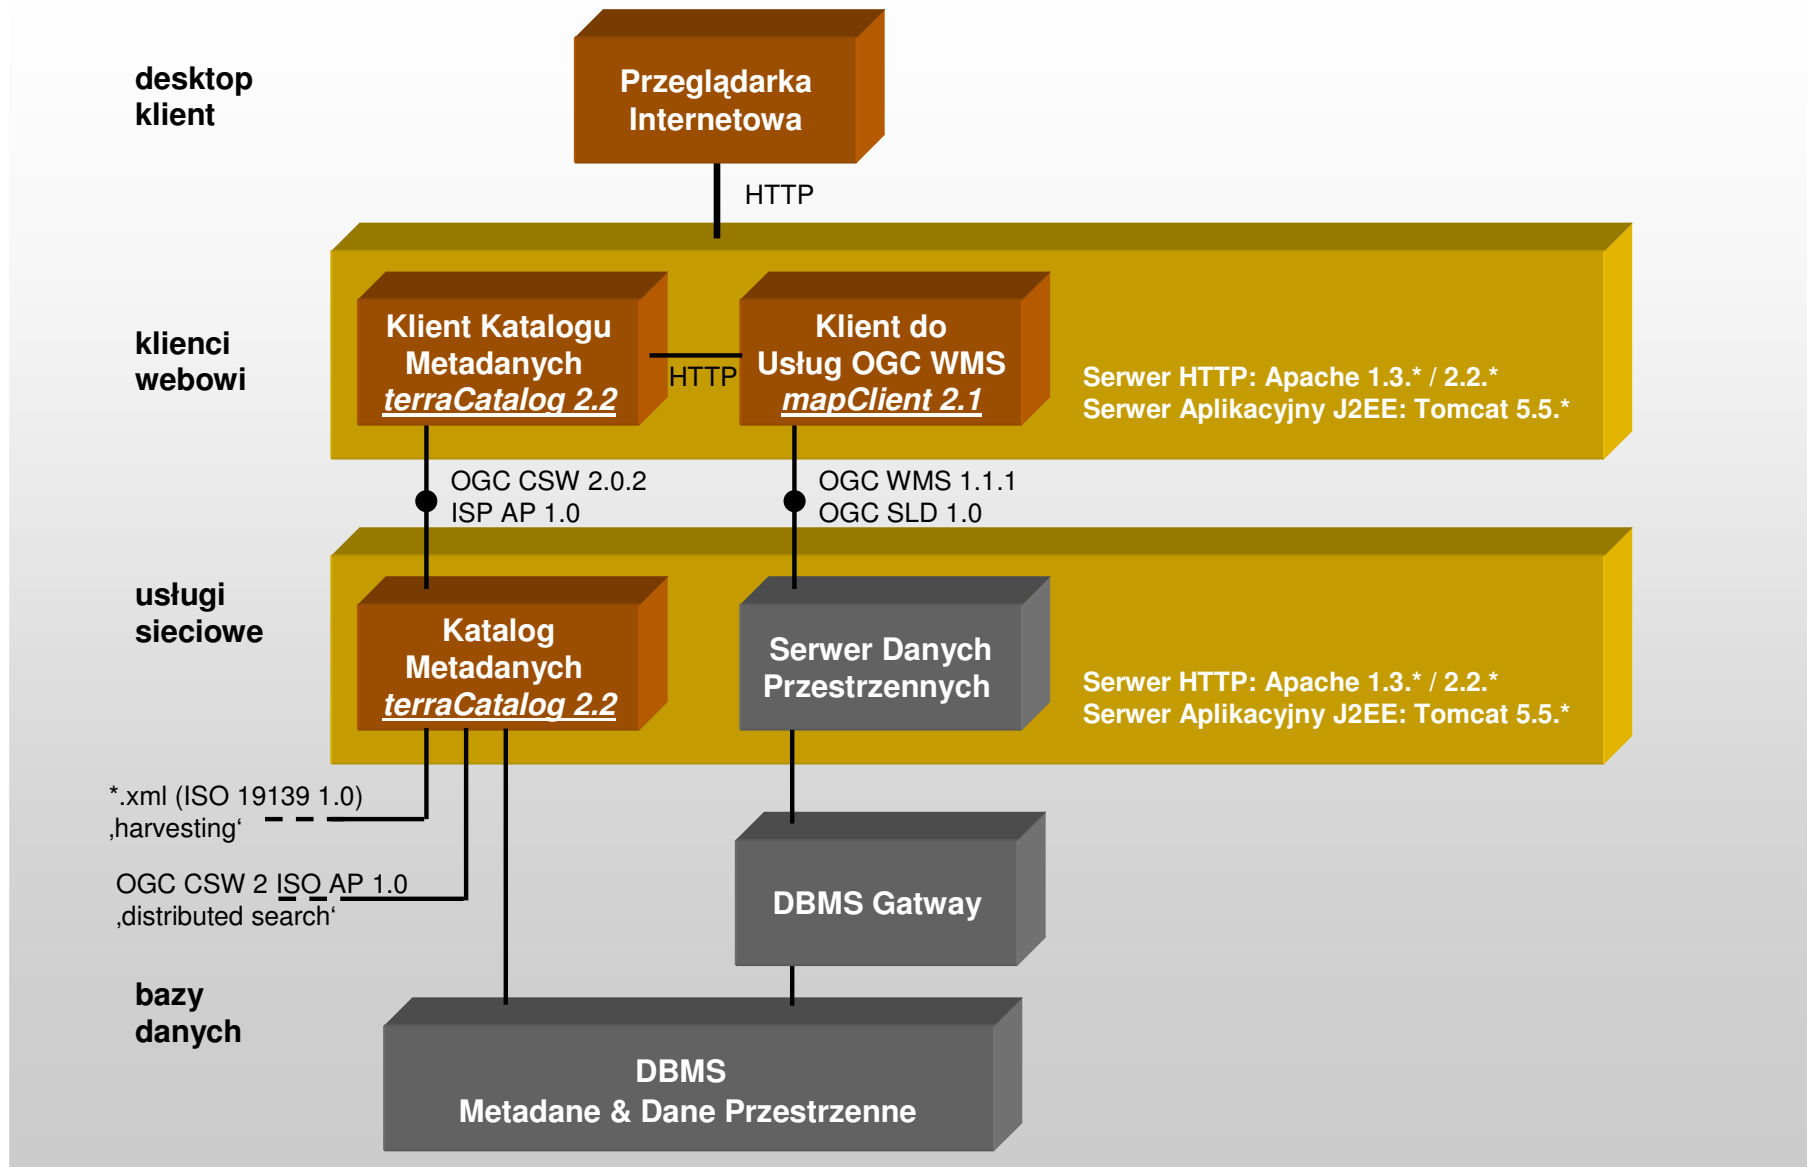 desktop
klient
Przeglądarka
Internetowa
HTTP
klienci
webowi
Klient Katalogu
Metadanych
terraCatalog 2.2
HTTP
Klient do
Usług OGC WMS
mapClient 2.1
Serwer HTTP: Apache 1.3.* / 2.2.*
Serwer Aplikacyjny J2EE: Tomcat 5.5.*
OGC CSW 2.0.2
ISP AP 1.0
OGC WMS 1.1.1
OGC SLD 1.0
usługi
sieciowe
Katalog
Metadanych
terraCatalog 2.2
Serwer Danych
Przestrzennych
Serwer HTTP: Apache 1.3.* / 2.2.*
Serwer Aplikacyjny J2EE: Tomcat 5.5.*
*.xml (ISO 19139 1.0)
‚harvesting‘
OGC CSW 2 ISO AP 1.0
‚distributed search‘
DBMS Gatway
bazy
danych
DBMS
Metadane & Dane Przestrzenne